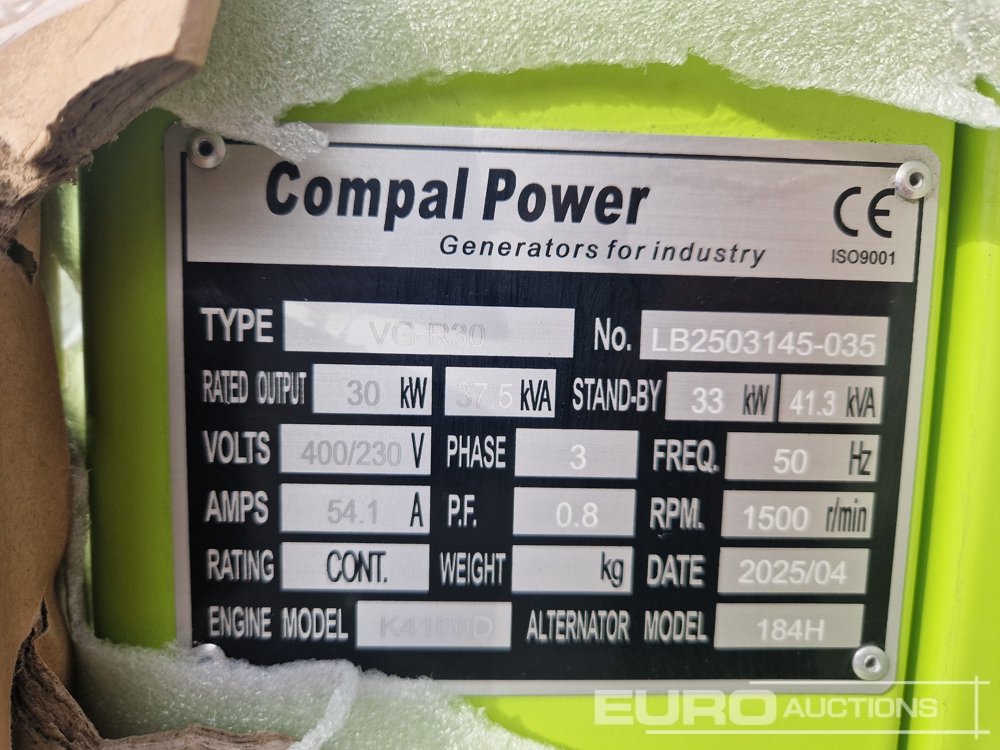 Compal Power
Generators for industry
CE
ISO9001
TYPE VG-R30 No. LB2503145-035
RATED OUTPUT 30 kW 37.5 kVA STAND-BY 33 kW 41.3 kVA
VOLTS 400/230 V PHASE 3 FREQ. 50 Hz
AMPS 54.1 A P.F. 0.8 RPM. 1500 r/min
RATING CONT. WEIGHT kg DATE 2025/04
ENGINE MODEL K4100D ALTERNATOR MODEL 184H
EURO AUCTIONS